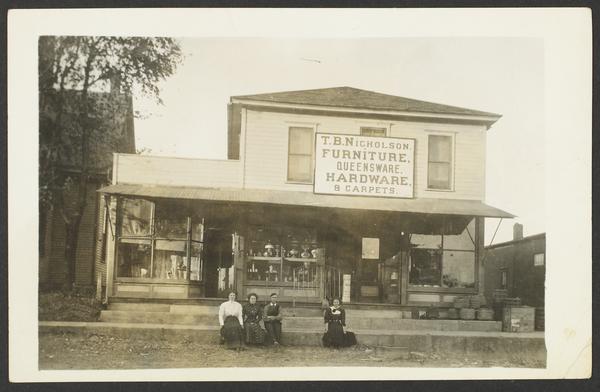 T.B. NICHOLSON.
FURNITURE,
QUEENSWARE,
HARDWARE,
& CARPETS.